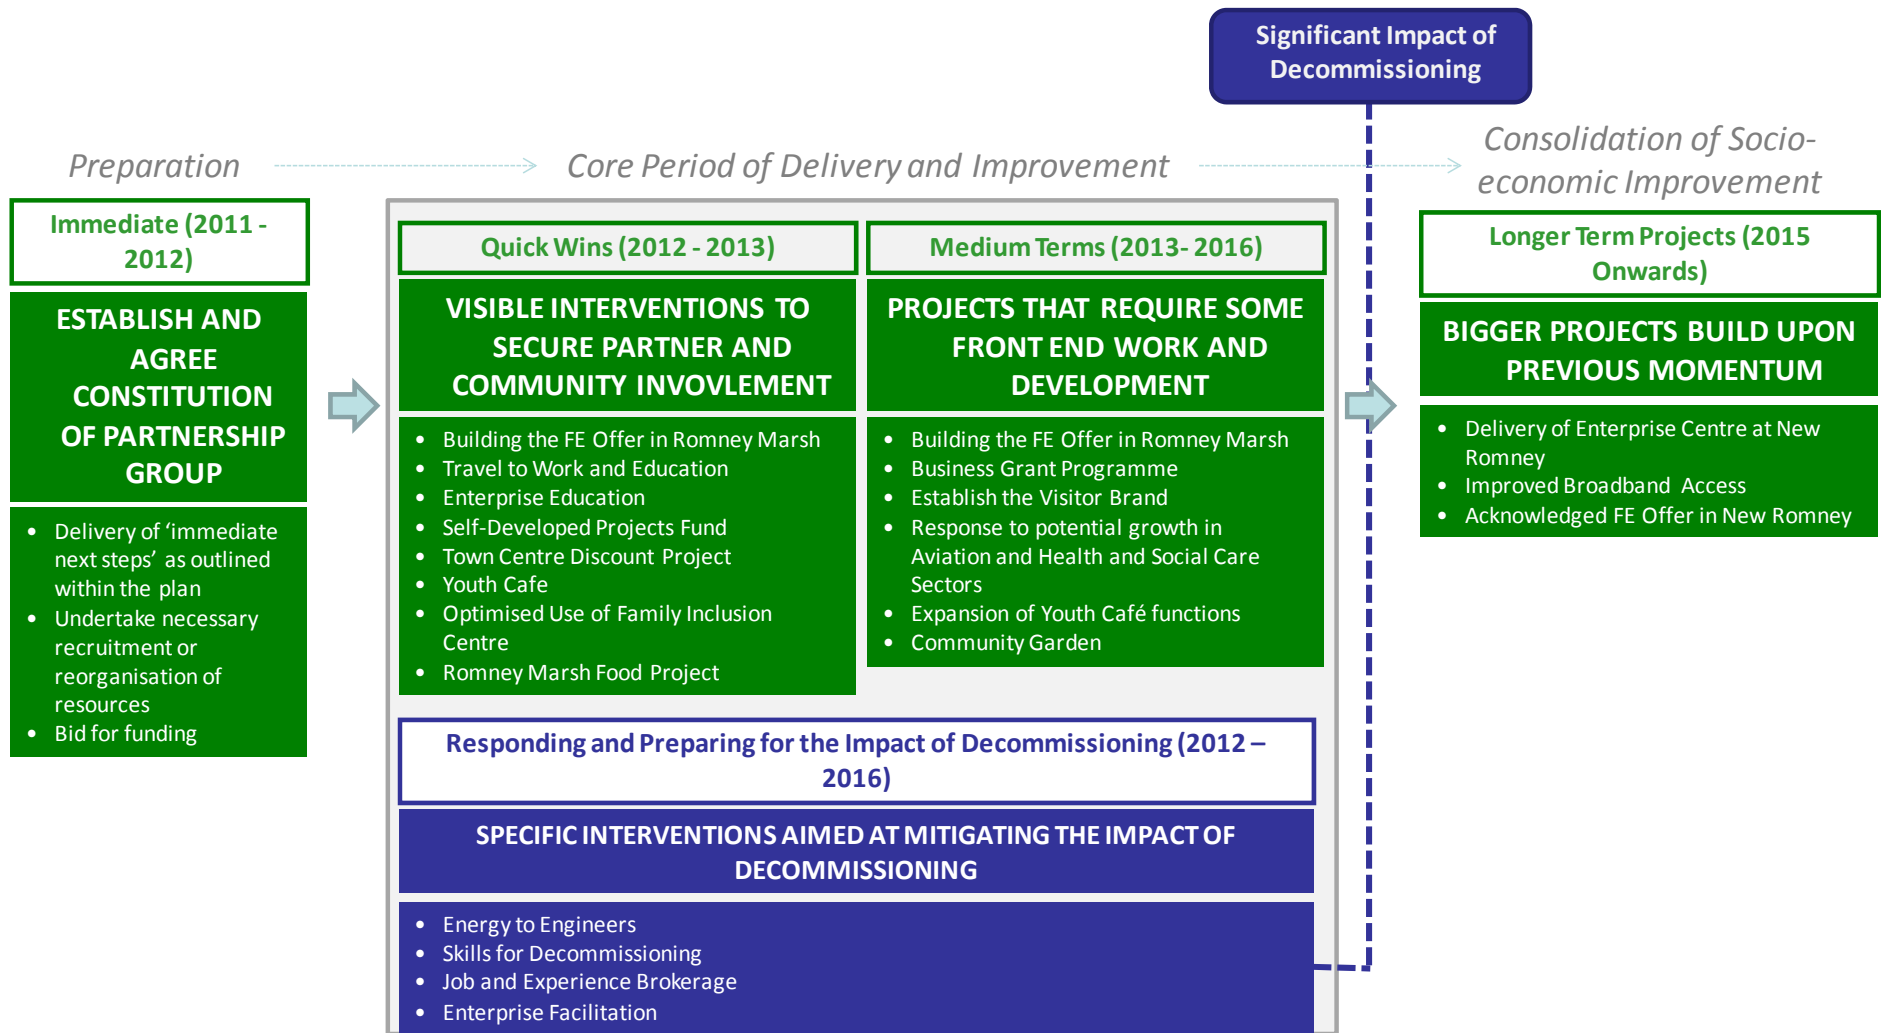 Significant Impact of
Decommissioning
Preparation
Core Period of Delivery and Improvement
Consolidation of Socio-
economic Improvement
Immediate (2011 -
2012)
ESTABLISH AND
AGREE
CONSTITUTION
OF PARTNERSHIP
GROUP
• Delivery of ‘immediate
next steps’ as outlined
within the plan
• Undertake necessary
recruitment or
reorganisation of
resources
• Bid for funding
Quick Wins (2012 - 2013)
VISIBLE INTERVENTIONS TO
SECURE PARTNER AND
COMMUNITY INVOVLEMENT
• Building the FE Offer in Romney Marsh
• Travel to Work and Education
• Enterprise Education
• Self-Developed Projects Fund
• Town Centre Discount Project
• Youth Cafe
• Optimised Use of Family Inclusion
Centre
• Romney Marsh Food Project
Medium Terms (2013- 2016)
PROJECTS THAT REQUIRE SOME
FRONT END WORK AND
DEVELOPMENT
• Building the FE Offer in Romney Marsh
• Business Grant Programme
• Establish the Visitor Brand
• Response to potential growth in
Aviation and Health and Social Care
Sectors
• Expansion of Youth Café functions
• Community Garden
Responding and Preparing for the Impact of Decommissioning (2012 –
2016)
SPECIFIC INTERVENTIONS AIMED AT MITIGATING THE IMPACT OF
DECOMMISSIONING
• Energy to Engineers
• Skills for Decommissioning
• Job and Experience Brokerage
• Enterprise Facilitation
Longer Term Projects (2015
Onwards)
BIGGER PROJECTS BUILD UPON
PREVIOUS MOMENTUM
• Delivery of Enterprise Centre at New
Romney
• Improved Broadband Access
• Acknowledged FE Offer in New Romney